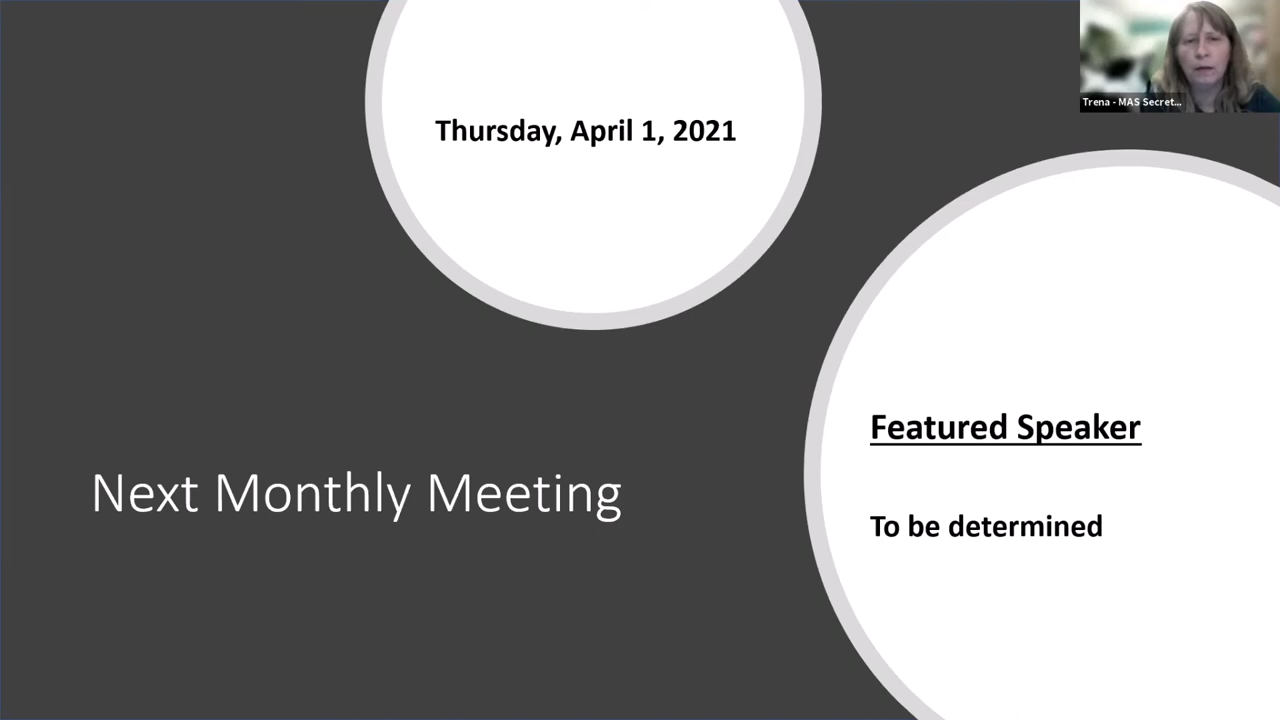 Thursday, April 1, 2021
Trena - MAS Secret...
Featured Speaker
To be determined
Next Monthly Meeting